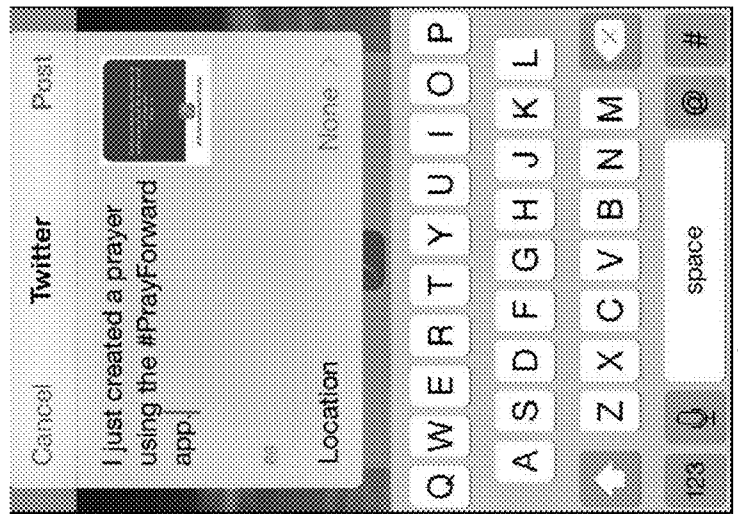 Cancel Twitter Post
I just created a prayer
using the #PrayForward
app.
Location None
Q W E R T Y U I O P
A S D F G H J K L
Z X C V B N M
123 space @ #